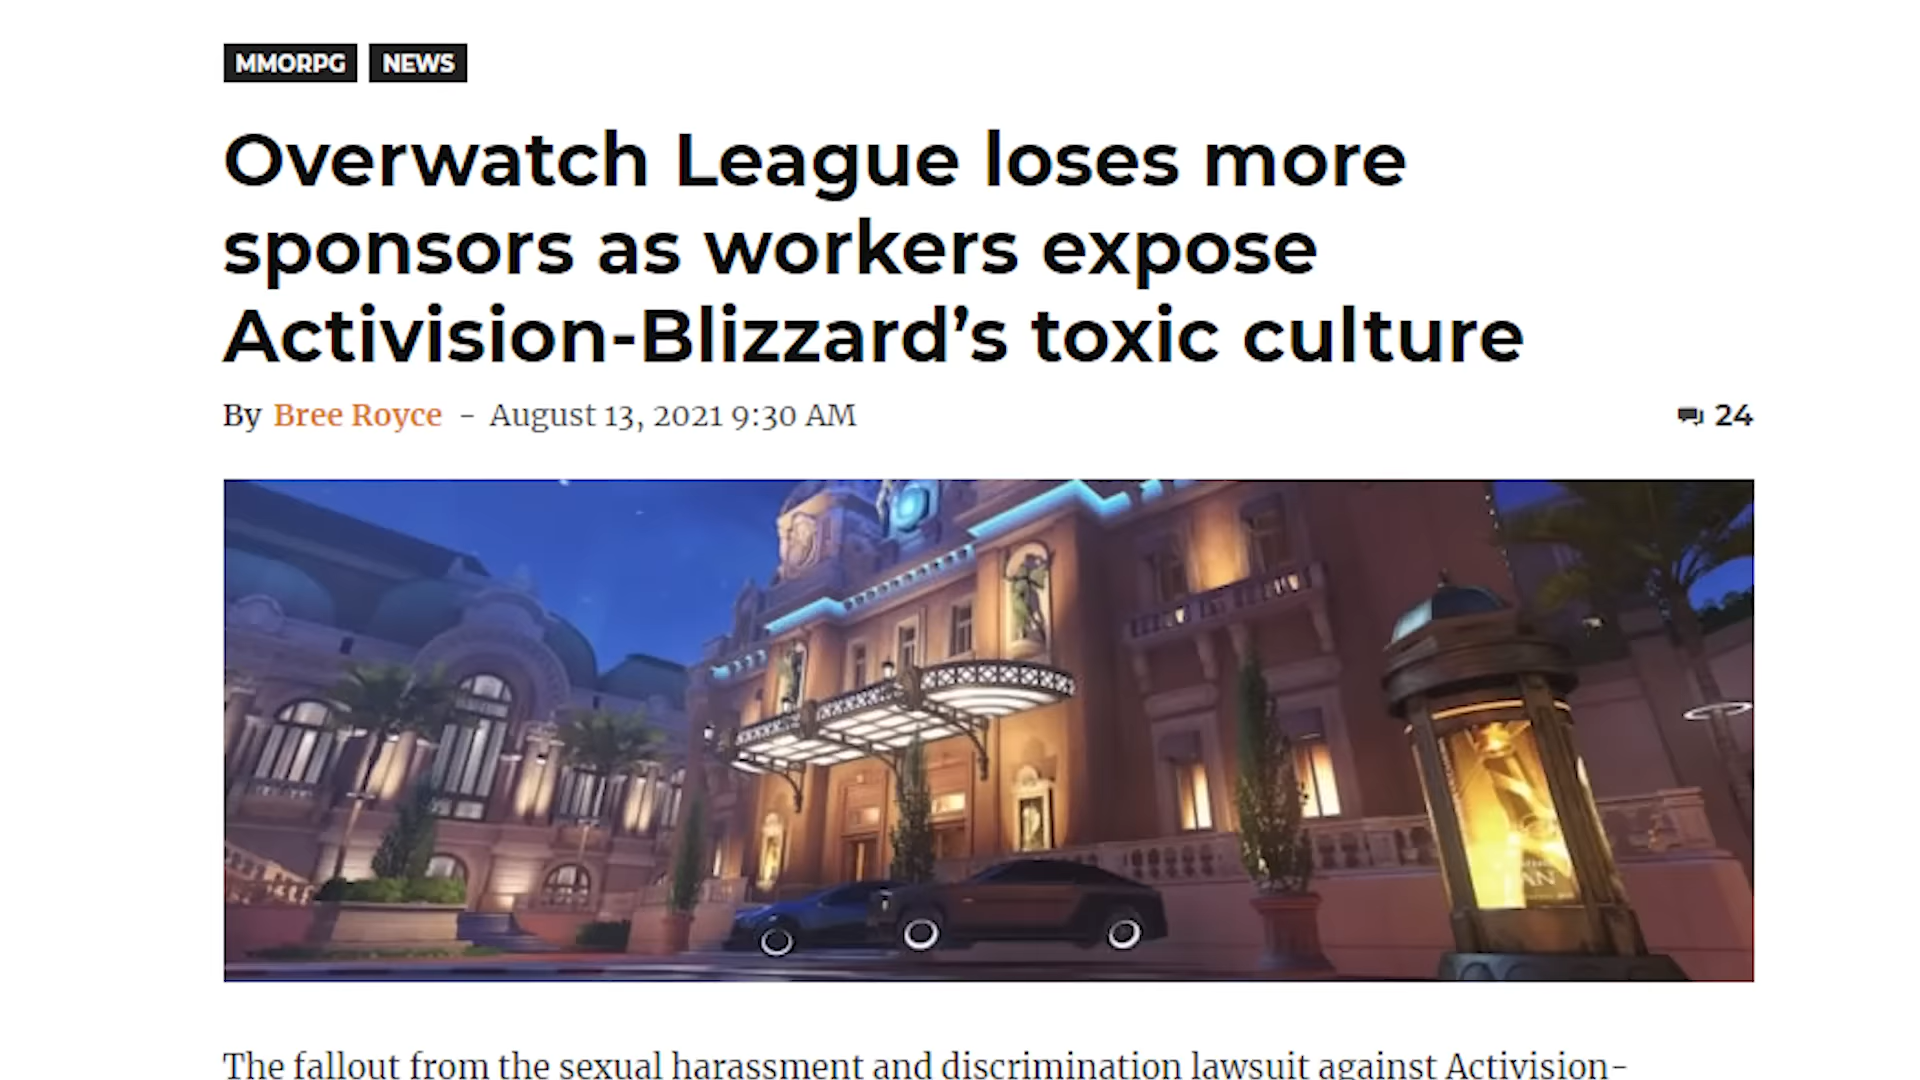 MMORPG NEWS
Overwatch League loses more
sponsors as workers expose
Activision-Blizzard’s toxic culture
By Bree Royce - August 13, 2021 9:30 AM 24
The fallout from the sexual harassment and discrimination lawsuit against Activision-